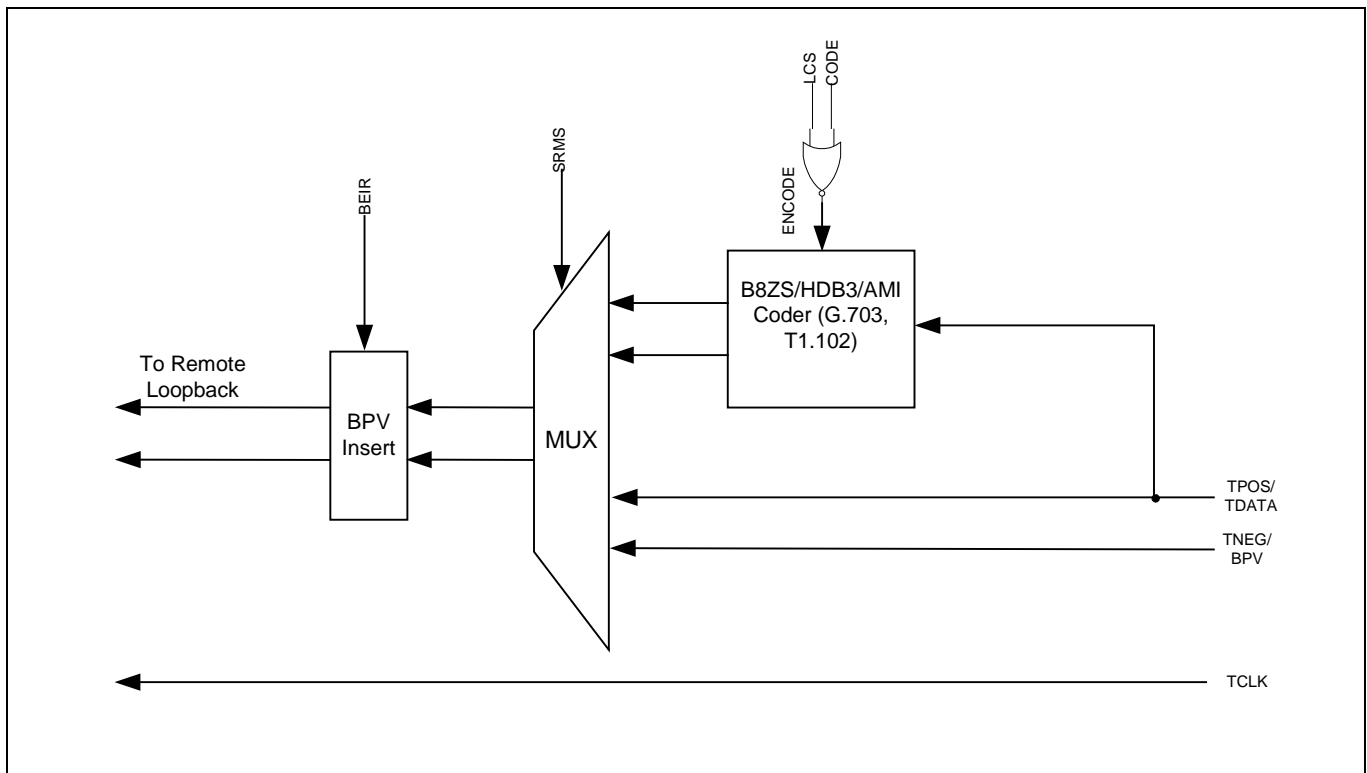 LCS
CODE
SRMS
BEIR
ENCODE
B8ZS/HDB3/AMI
Coder (G.703,
T1.102)
To Remote
Loopback
BPV
Insert
MUX
TPOS/
TDATA
TNEG/
BPV
TCLK